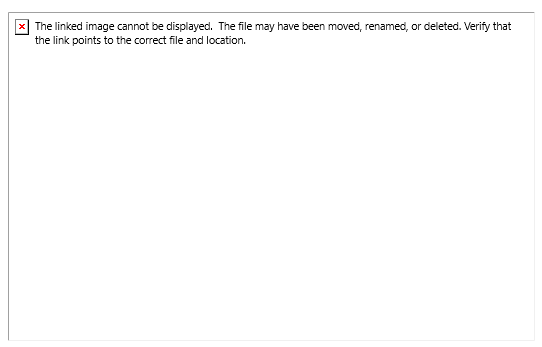 The linked image cannot be displayed.  The file may have been moved, renamed, or deleted. Verify that
the link points to the correct file and location.